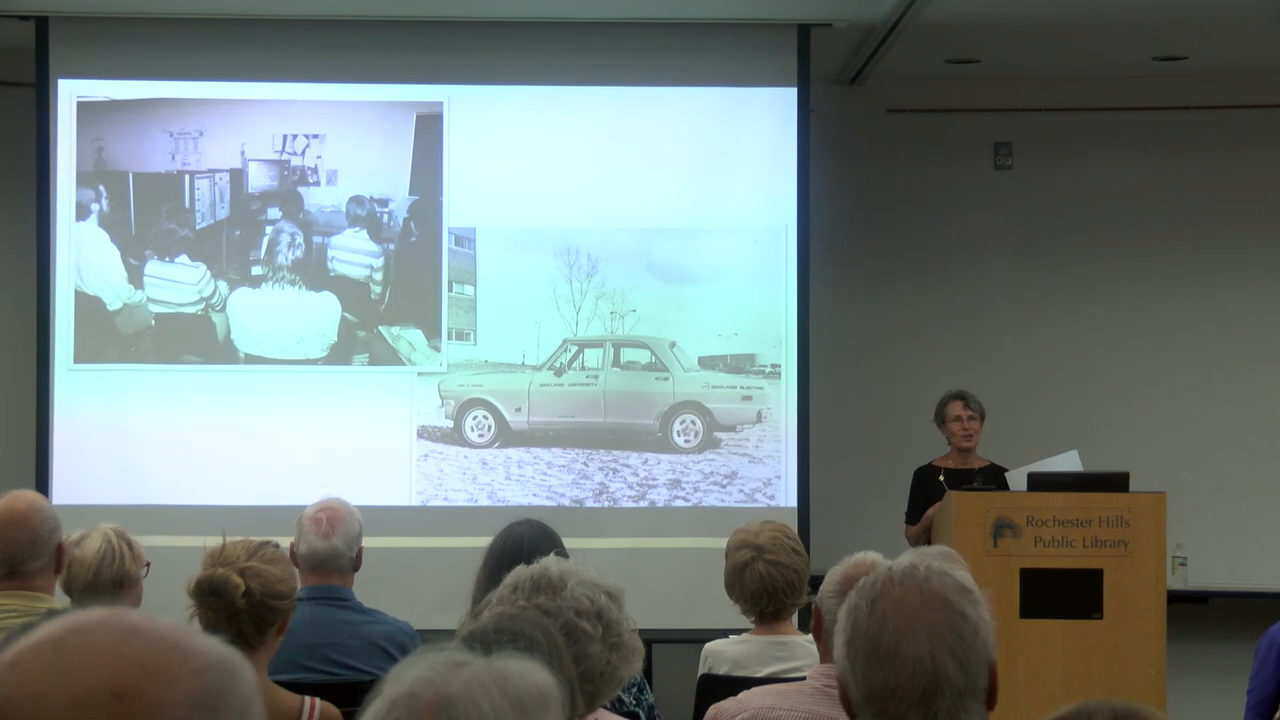 OAKLAND UNIVERSITY
OAKLAND ELECTRIC
Rochester Hills
Public Library